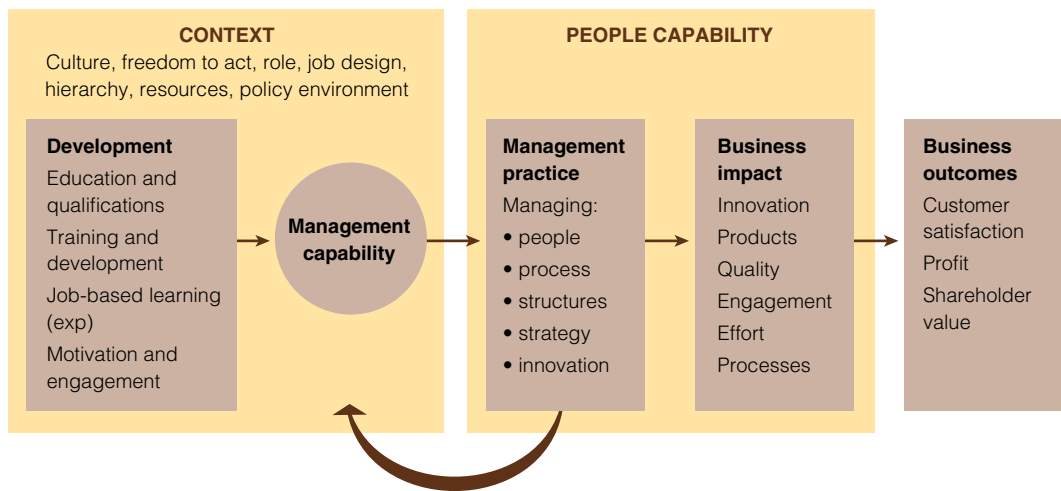 CONTEXT
Culture, freedom to act, role, job design,
hierarchy, resources, policy environment
Development
Education and
qualifications
Training and
development
Job-based learning
(exp)
Motivation and
engagement
Management
capability
PEOPLE CAPABILITY
Management
practice
Managing:
• people
• process
• structures
• strategy
• innovation
Business
impact
Innovation
Products
Quality
Engagement
Effort
Processes
Business
outcomes
Customer
satisfaction
Profit
Shareholder
value